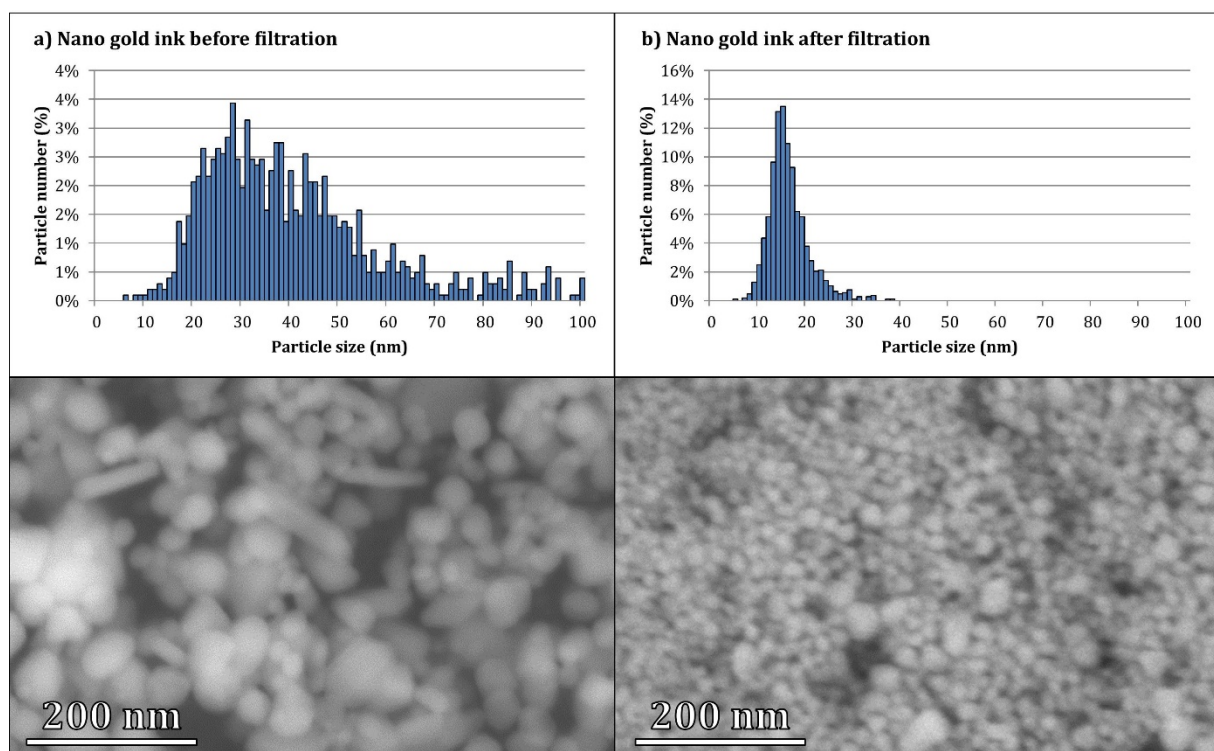 a) Nano gold ink before filtration
4%
4%
3%
3%
2%
2%
1%
1%
0%
Particle number (%)
0 10 20 30 40 50 60 70 80 90 100
Particle size (nm)
b) Nano gold ink after filtration
16%
14%
12%
10%
8%
6%
4%
2%
0%
Particle number (%)
0 10 20 30 40 50 60 70 80 90 100
Particle size (nm)
200 nm
200 nm